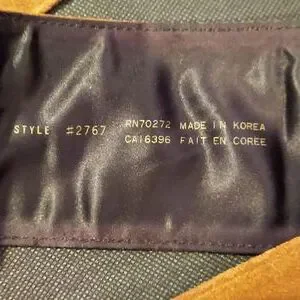 STYLE #2767
RN70272 MADE IN KOREA
CA16396 FAIT EN COREE